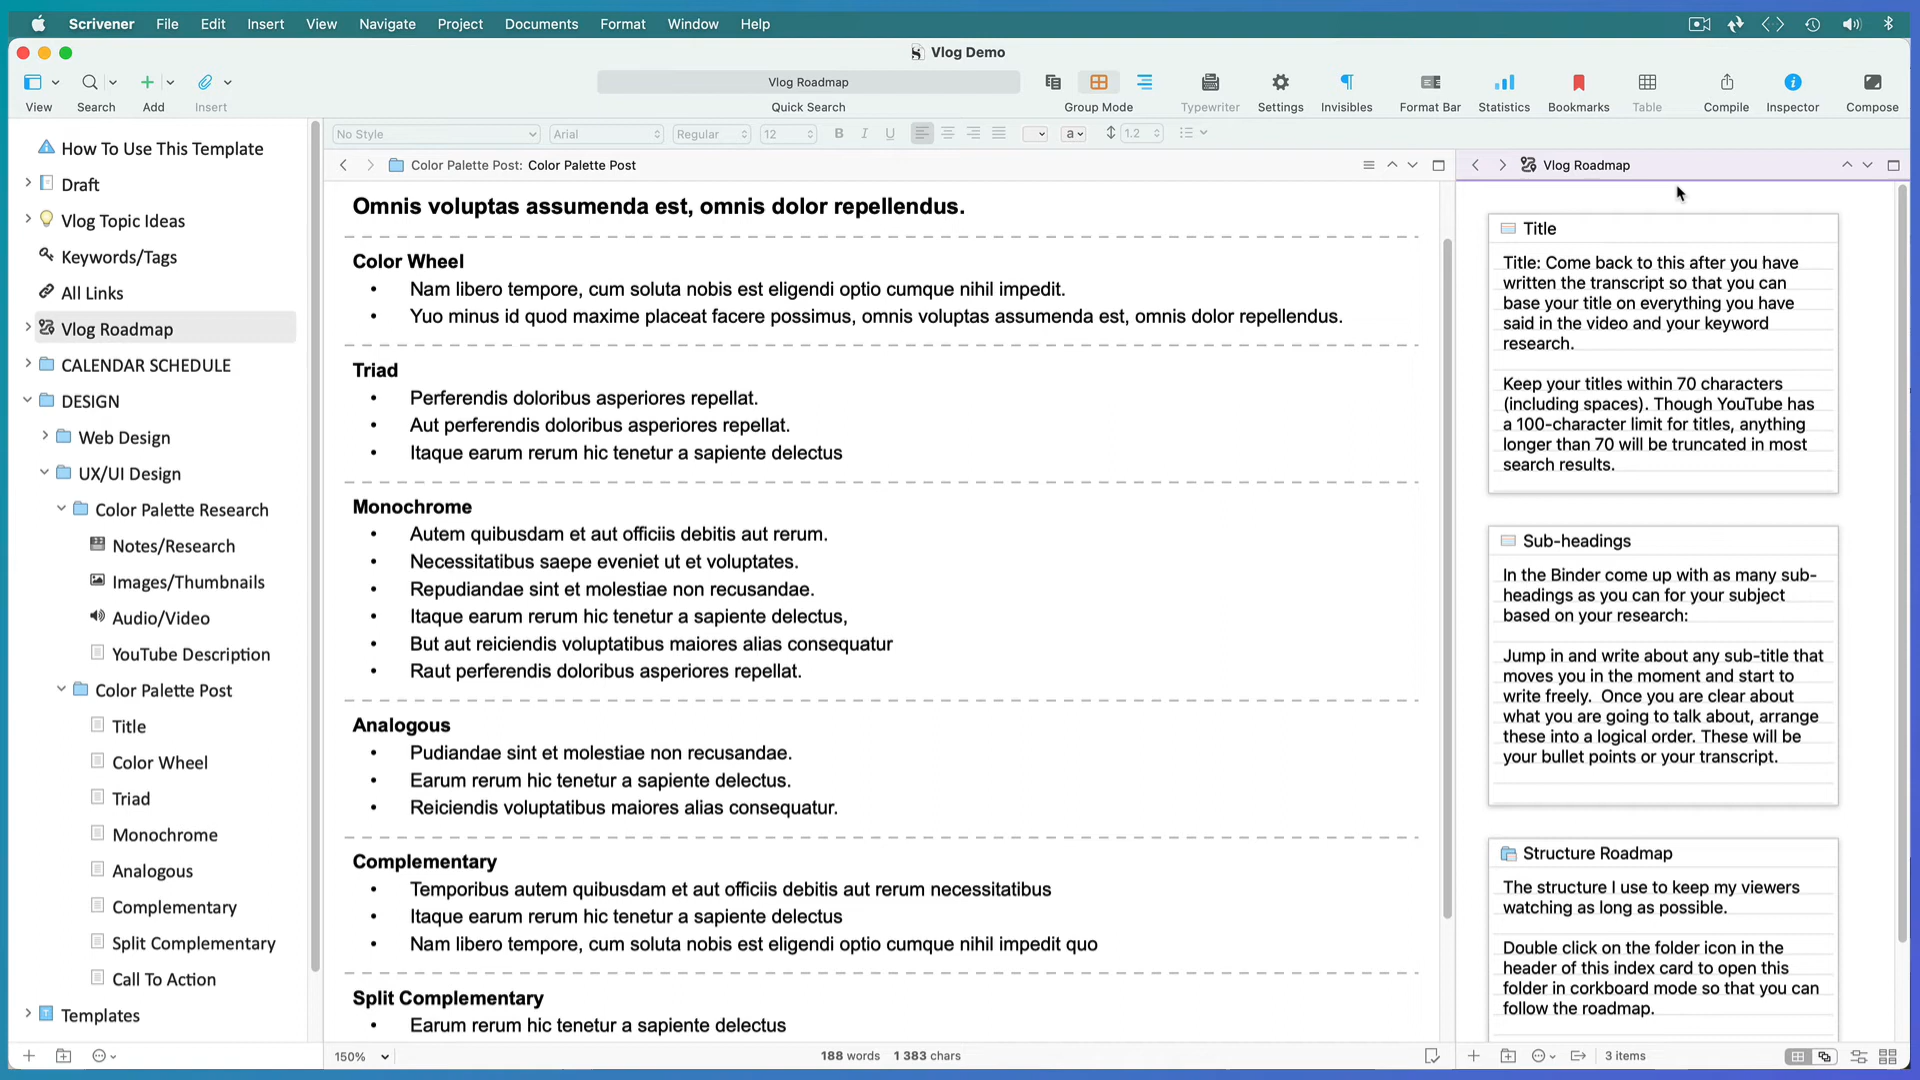 Scrivener File Edit Insert View Navigate Project Documents Format Window Help
Vlog Demo
Vlog Roadmap
View Search Add Insert Quick Search Group Mode Typewriter Settings Invisibles Format Bar Statistics Bookmarks Table Compile Inspector Compose
No Style Arial Regular 12 B I U a 1.2
How To Use This Template
Draft
Vlog Topic Ideas
Keywords/Tags
All Links
Vlog Roadmap
CALENDAR SCHEDULE
DESIGN
Web Design
UX/UI Design
Color Palette Research
Notes/Research
Images/Thumbnails
Audio/Video
YouTube Description
Color Palette Post
Title
Color Wheel
Triad
Monochrome
Analogous
Complementary
Split Complementary
Call To Action
Templates
Color Palette Post: Color Palette Post
Omnis voluptas assumenda est, omnis dolor repellendus.
Color Wheel
• Nam libero tempore, cum soluta nobis est eligendi optio cumque nihil impedit.
• Yuo minus id quod maxime placeat facere possimus, omnis voluptas assumenda est, omnis dolor repellendus.
Triad
• Perferendis doloribus asperiores repellat.
• Aut perferendis doloribus asperiores repellat.
• Itaque earum rerum hic tenetur a sapiente delectus
Monochrome
• Autem quibusdam et aut officiis debitis aut rerum.
• Necessitatibus saepe eveniet ut et voluptates.
• Repudiandae sint et molestiae non recusandae.
• Itaque earum rerum hic tenetur a sapiente delectus,
• But aut reiciendis voluptatibus maiores alias consequatur
• Raut perferendis doloribus asperiores repellat.
Analogous
• Pudiandae sint et molestiae non recusandae.
• Earum rerum hic tenetur a sapiente delectus.
• Reiciendis voluptatibus maiores alias consequatur.
Complementary
• Temporibus autem quibusdam et aut officiis debitis aut rerum necessitatibus
• Itaque earum rerum hic tenetur a sapiente delectus
• Nam libero tempore, cum soluta nobis est eligendi optio cumque nihil impedit quo
Split Complementary
• Earum rerum hic tenetur a sapiente delectus
150% 188 words 1 383 chars
Vlog Roadmap
Title
Title: Come back to this after you have
written the transcript so that you can
base your title on everything you have
said in the video and your keyword
research.
Keep your titles within 70 characters
(including spaces). Though YouTube has
a 100-character limit for titles, anything
longer than 70 will be truncated in most
search results.
Sub-headings
In the Binder come up with as many sub-
headings as you can for your subject
based on your research:
Jump in and write about any sub-title that
moves you in the moment and start to
write freely.  Once you are clear about
what you are going to talk about, arrange
these into a logical order. These will be
your bullet points or your transcript.
Structure Roadmap
The structure I use to keep my viewers
watching as long as possible.
Double click on the folder icon in the
header of this index card to open this
folder in corkboard mode so that you can
follow the roadmap.
3 items